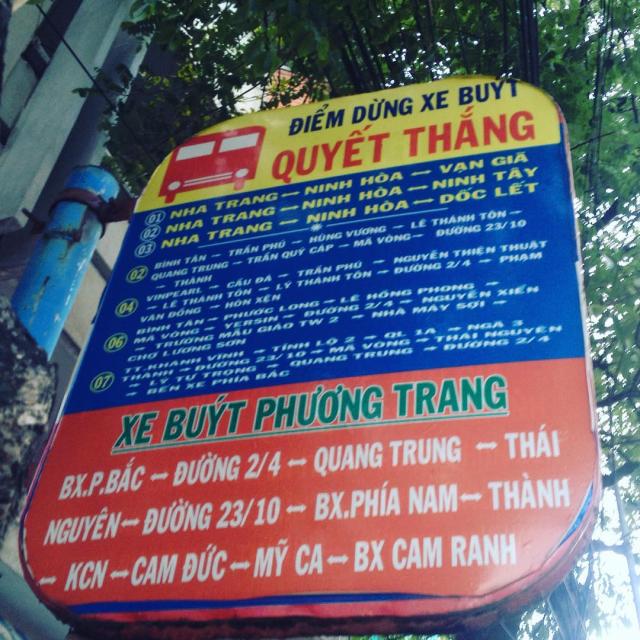 ĐIỂM DỪNG XE BUÝT
QUYẾT THẮNG
01 NHA TRANG – NINH HÒA – VẠN GIÃ
02 NHA TRANG – NINH HÒA – NINH TÂY
03 NHA TRANG – NINH HÒA – DỐC LẾT
BÌNH TÂN – TRẦN PHÚ – HÙNG VƯƠNG – LÊ THÁNH TÔN –
02 QUANG TRUNG – TRẦN QUÝ CÁP – MÃ VÒNG – ĐƯỜNG 23/10
– THÀNH
VINPEARL – CẦU ĐÁ – TRẦN PHÚ – NGUYỄN THIỆN THUẬT
04 – LÊ THÁNH TÔN – LÝ THÁNH TÔN – ĐƯỜNG 2/4 – PHẠM
VĂN ĐỒNG – HÒN XÉN
BÌNH TÂN – PHƯỚC LONG – LÊ HỒNG PHONG –
06 MÃ VÒNG – YERSIN – ĐƯỜNG 2/4 – NGUYỄN XIỂN
– TRƯỜNG MẪU GIÁO TW 2 – NHÀ MÁY SỢI –
CHỢ LƯƠNG SƠN
TT.KHÁNH VĨNH – TỈNH LỘ 2 – QL 1A – NGÃ 3
07 THÀNH – ĐƯỜNG 23/10 – MÃ VÒNG – THÁI NGUYÊN
– LÝ TỰ TRỌNG – QUANG TRUNG – ĐƯỜNG 2/4
– BẾN XE PHÍA BẮC
XE BUÝT PHƯƠNG TRANG
BX.P.BẮC – ĐƯỜNG 2/4 – QUANG TRUNG – THÁI
NGUYÊN – ĐƯỜNG 23/10 – BX.PHÍA NAM – THÀNH
– KCN – CAM ĐỨC – MỸ CA – BX CAM RANH